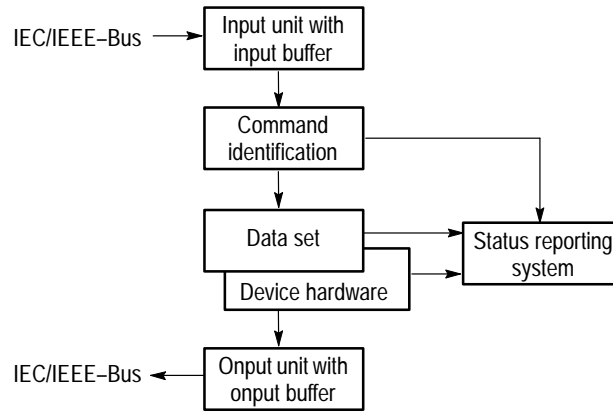 IEC/IEEE–Bus
Input unit with
input buffer
Command
identification
Data set
Device hardware
Status reporting
system
IEC/IEEE–Bus
Onput unit with
onput buffer